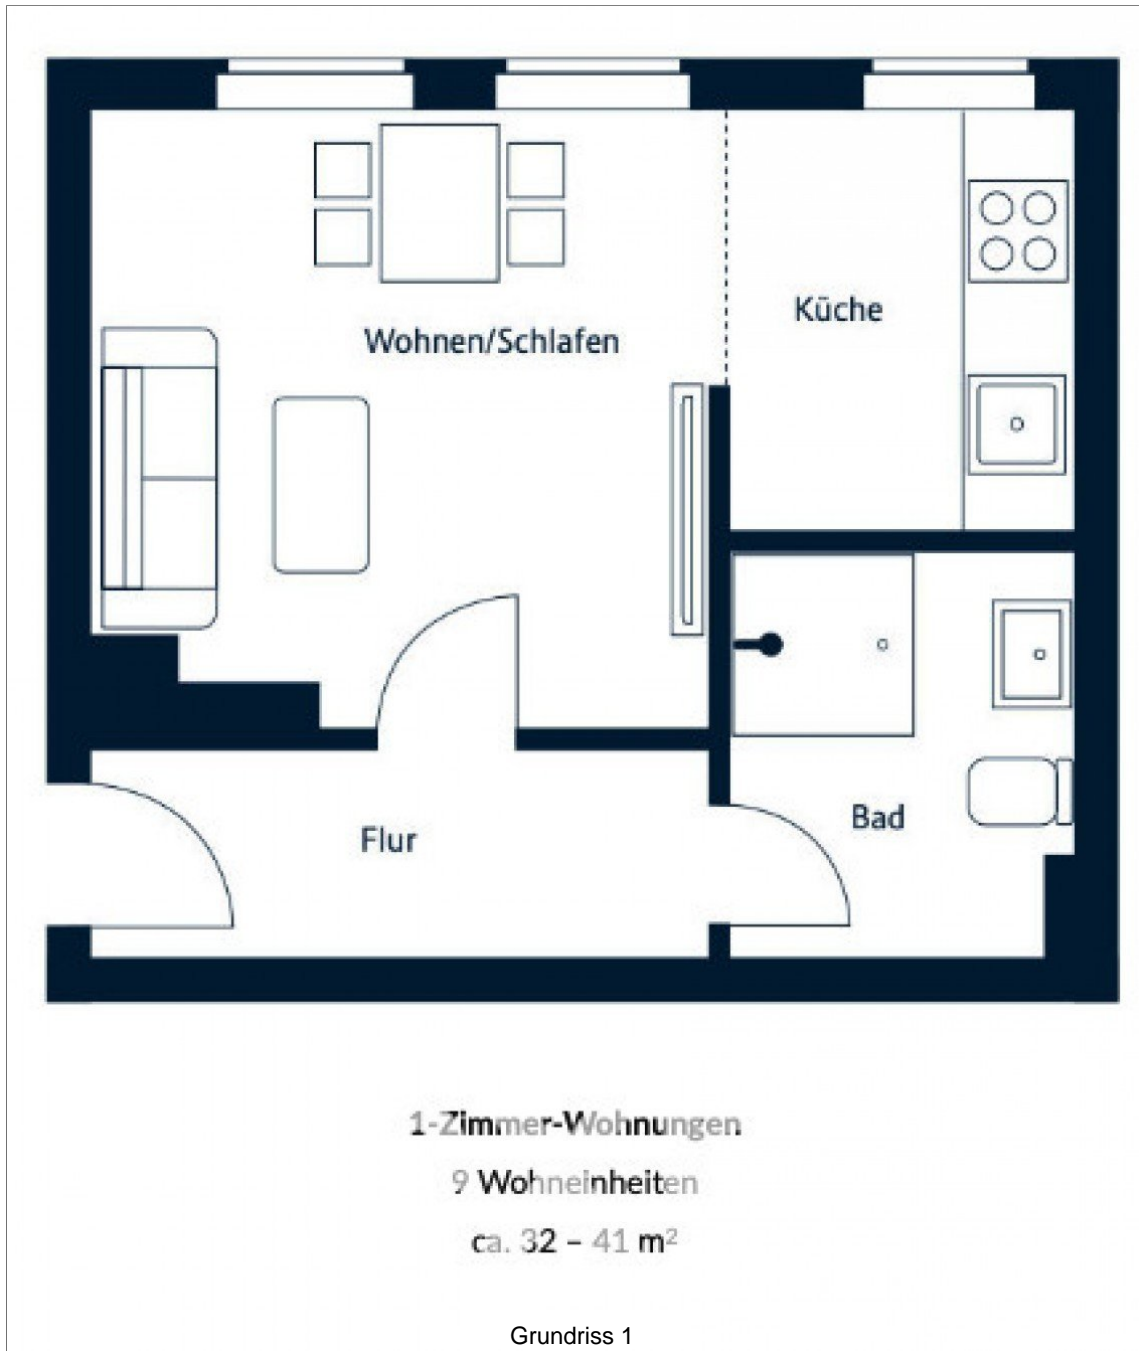 Küche
Wohnen/Schlafen
Bad
Flur
1-Zimmer-Wohnungen
9 Wohneinheiten
ca. 32 – 41 m²
Grundriss 1